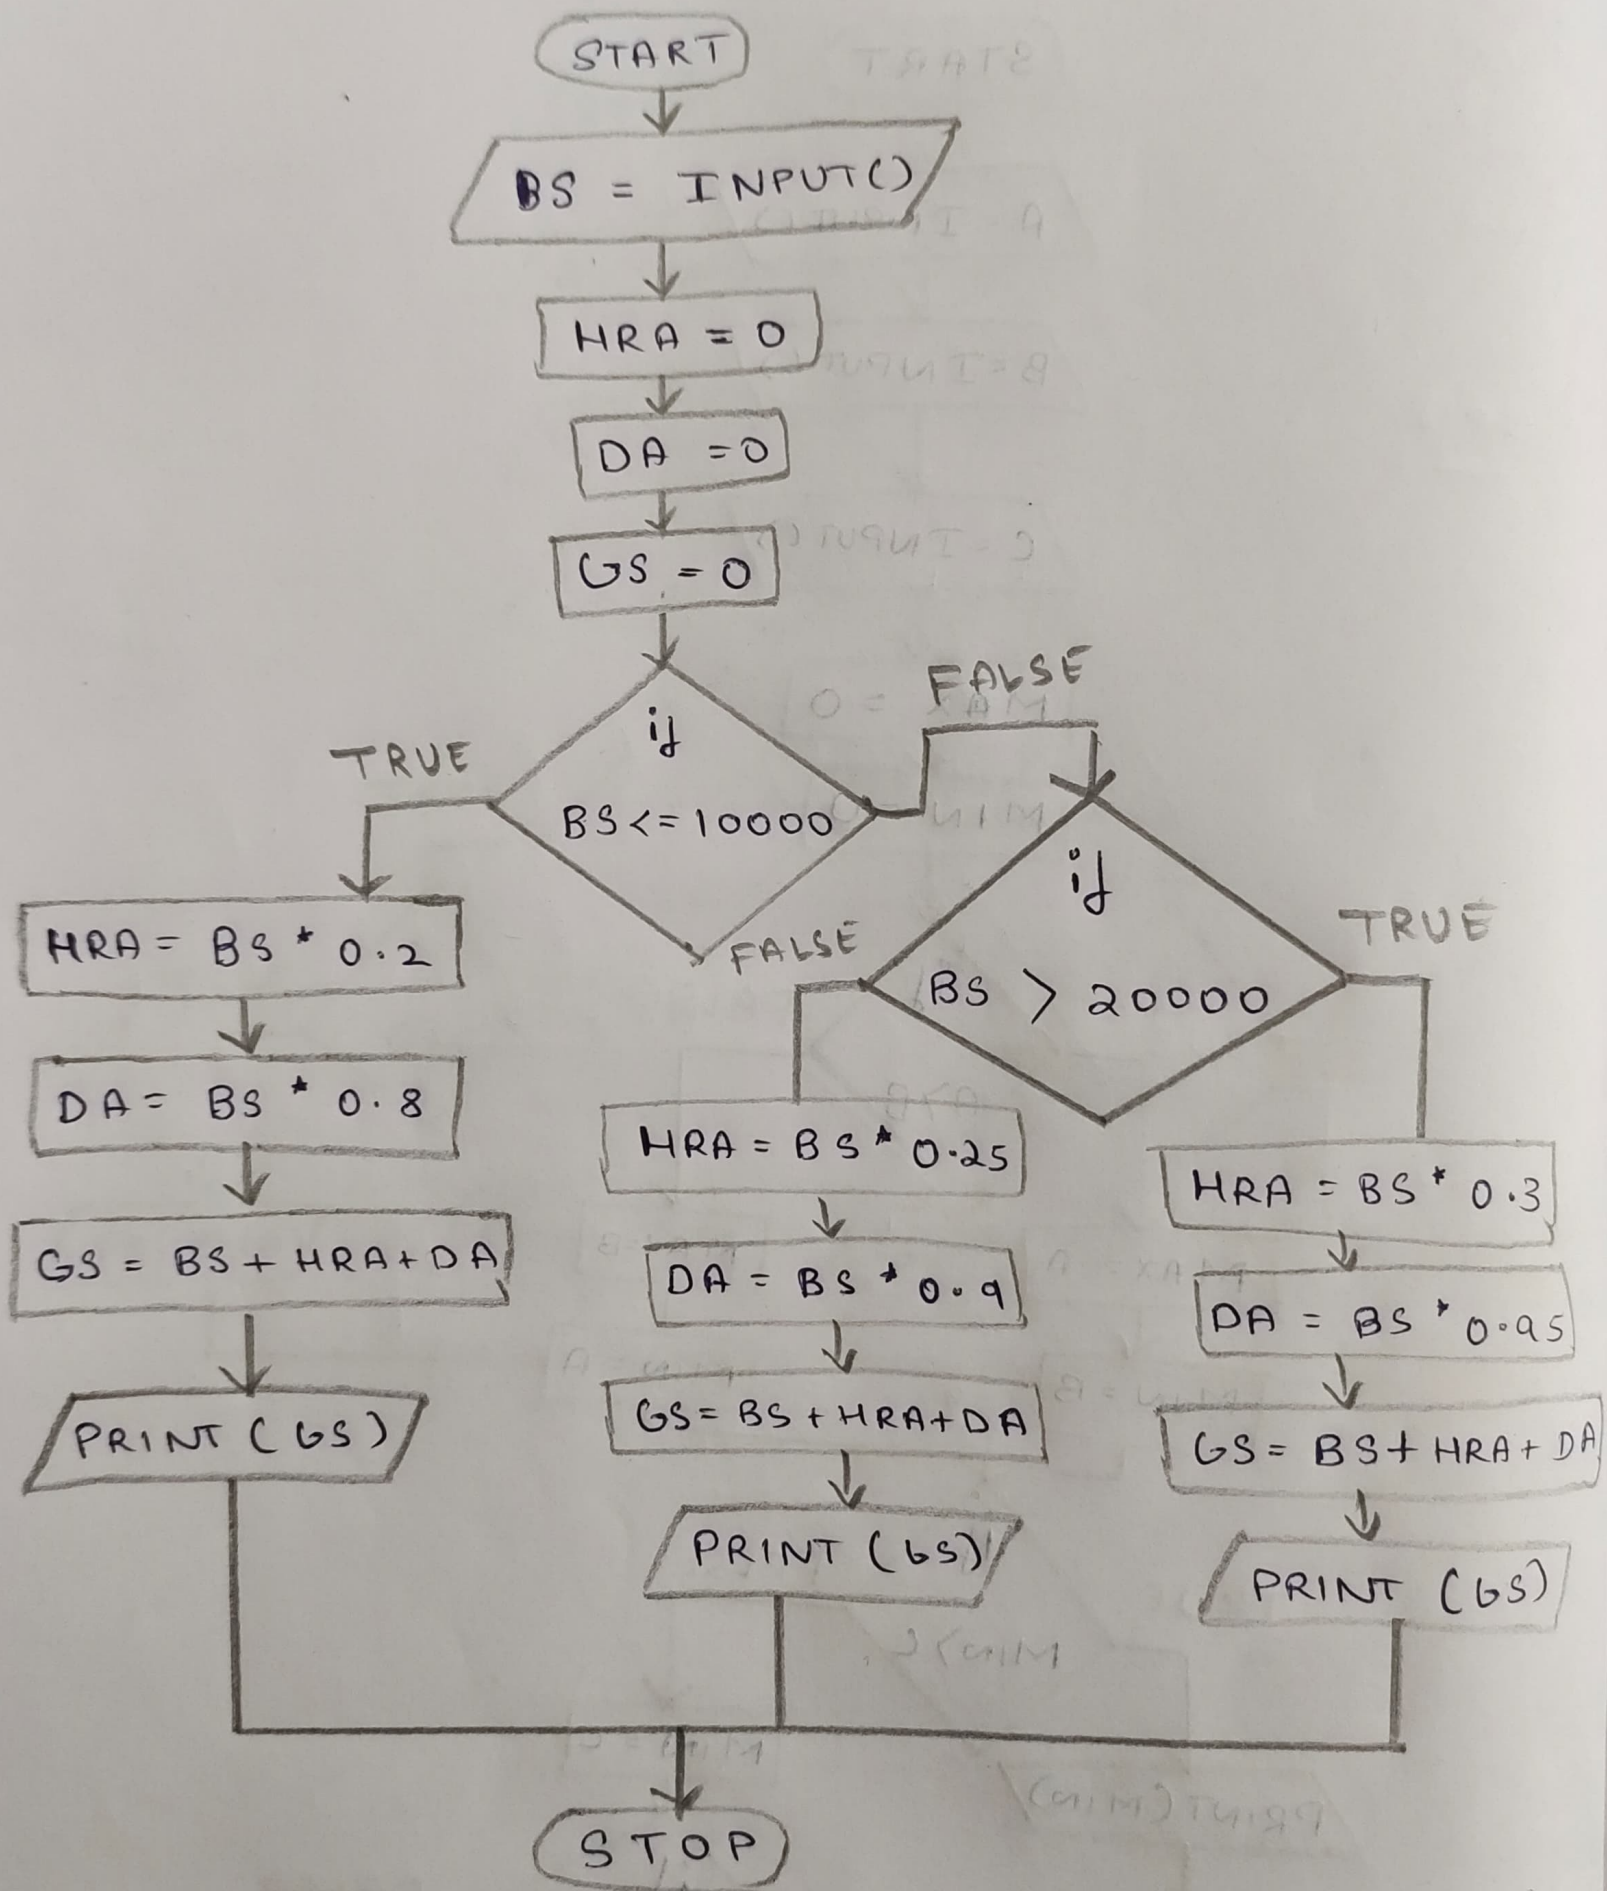 START
BS = INPUT()
HRA = 0
DA = 0
GS = 0
if
BS <= 10000
TRUE
FALSE
HRA = BS * 0.2
DA = BS * 0.8
GS = BS + HRA + DA
PRINT (GS)
if
BS > 20000
FALSE
TRUE
HRA = BS * 0.25
DA = BS * 0.9
GS = BS + HRA + DA
PRINT (GS)
HRA = BS * 0.3
DA = BS * 0.95
GS = BS + HRA + DA
PRINT (GS)
STOP